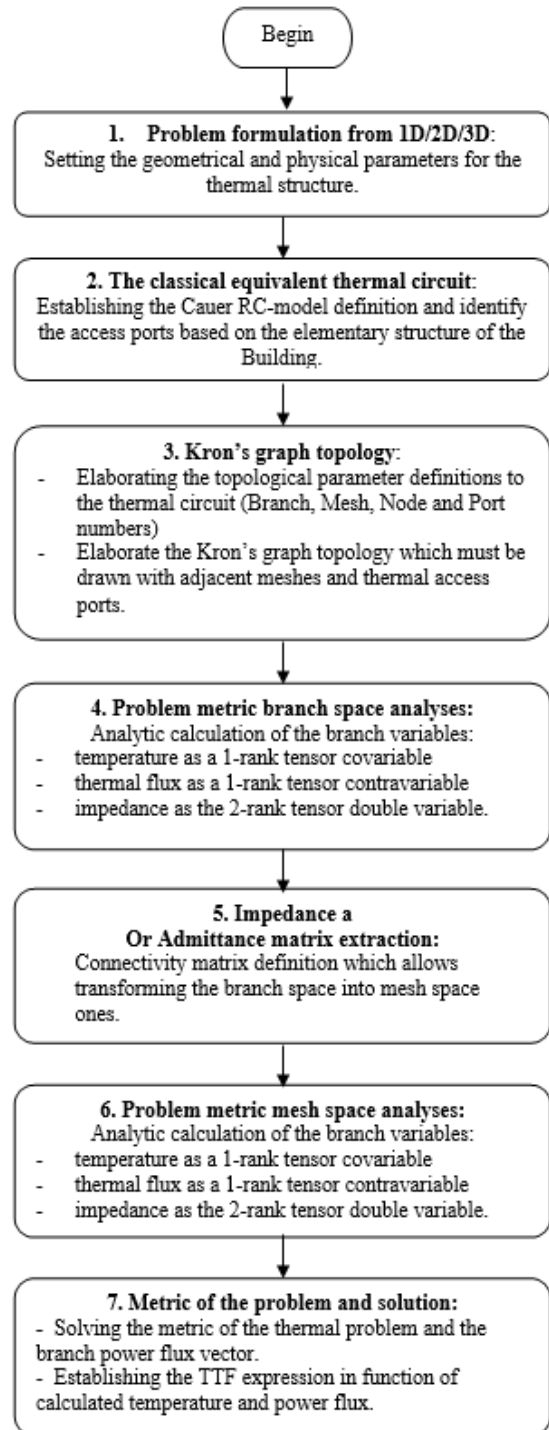 Begin
1. Problem formulation from 1D/2D/3D:
Setting the geometrical and physical parameters for the
thermal structure.
2. The classical equivalent thermal circuit:
Establishing the Cauer RC-model definition and identify
the access ports based on the elementary structure of the
Building.
3. Kron's graph topology:
- Elaborating the topological parameter definitions to
the thermal circuit (Branch, Mesh, Node and Port
numbers)
- Elaborate the Kron's graph topology which must be
drawn with adjacent meshes and thermal access
ports.
4. Problem metric branch space analyses:
Analytic calculation of the branch variables:
- temperature as a 1-rank tensor covariable
- thermal flux as a 1-rank tensor contravariable
- impedance as the 2-rank tensor double variable.
5. Impedance a
Or Admittance matrix extraction:
Connectivity matrix definition which allows
transforming the branch space into mesh space
ones.
6. Problem metric mesh space analyses:
Analytic calculation of the branch variables:
- temperature as a 1-rank tensor covariable
- thermal flux as a 1-rank tensor contravariable
- impedance as the 2-rank tensor double variable.
7. Metric of the problem and solution:
- Solving the metric of the thermal problem and the
branch power flux vector.
- Establishing the TTF expression in function of
calculated temperature and power flux.